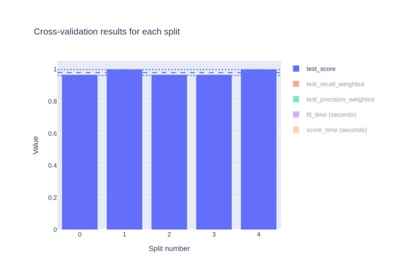 Cross-validation results for each split
1
0.8
0.6
0.4
0.2
0
Value
0
1
2
3
4
Split number
test_score
test_recall_weighted
test_precision_weighted
fit_time (seconds)
score_time (seconds)